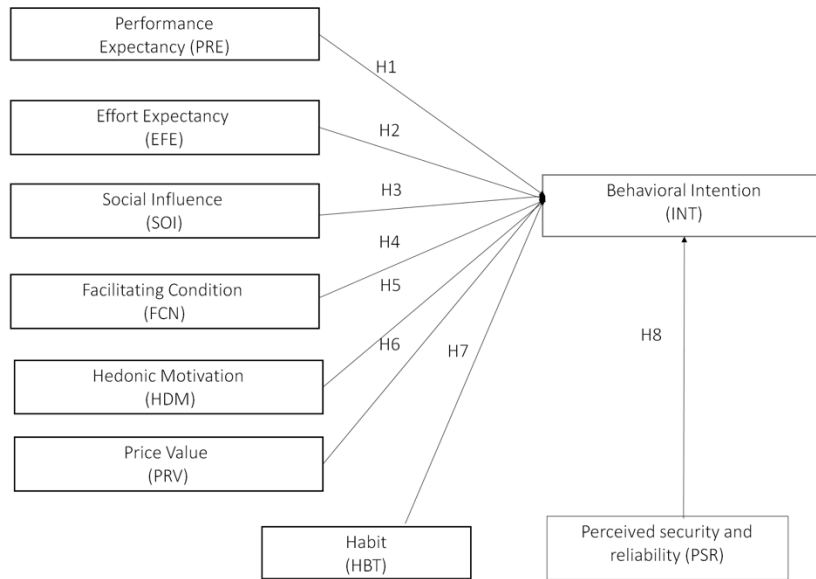 Performance
Expectancy (PRE)
H1
Effort Expectancy
(EFE)
H2
Social Influence
(SOI)
H3
Behavioral Intention
(INT)
H4
Facilitating Condition
(FCN)
H5
Hedonic Motivation
(HDM)
H6
H7
H8
Price Value
(PRV)
Habit
(HBT)
Perceived security and
reliability (PSR)